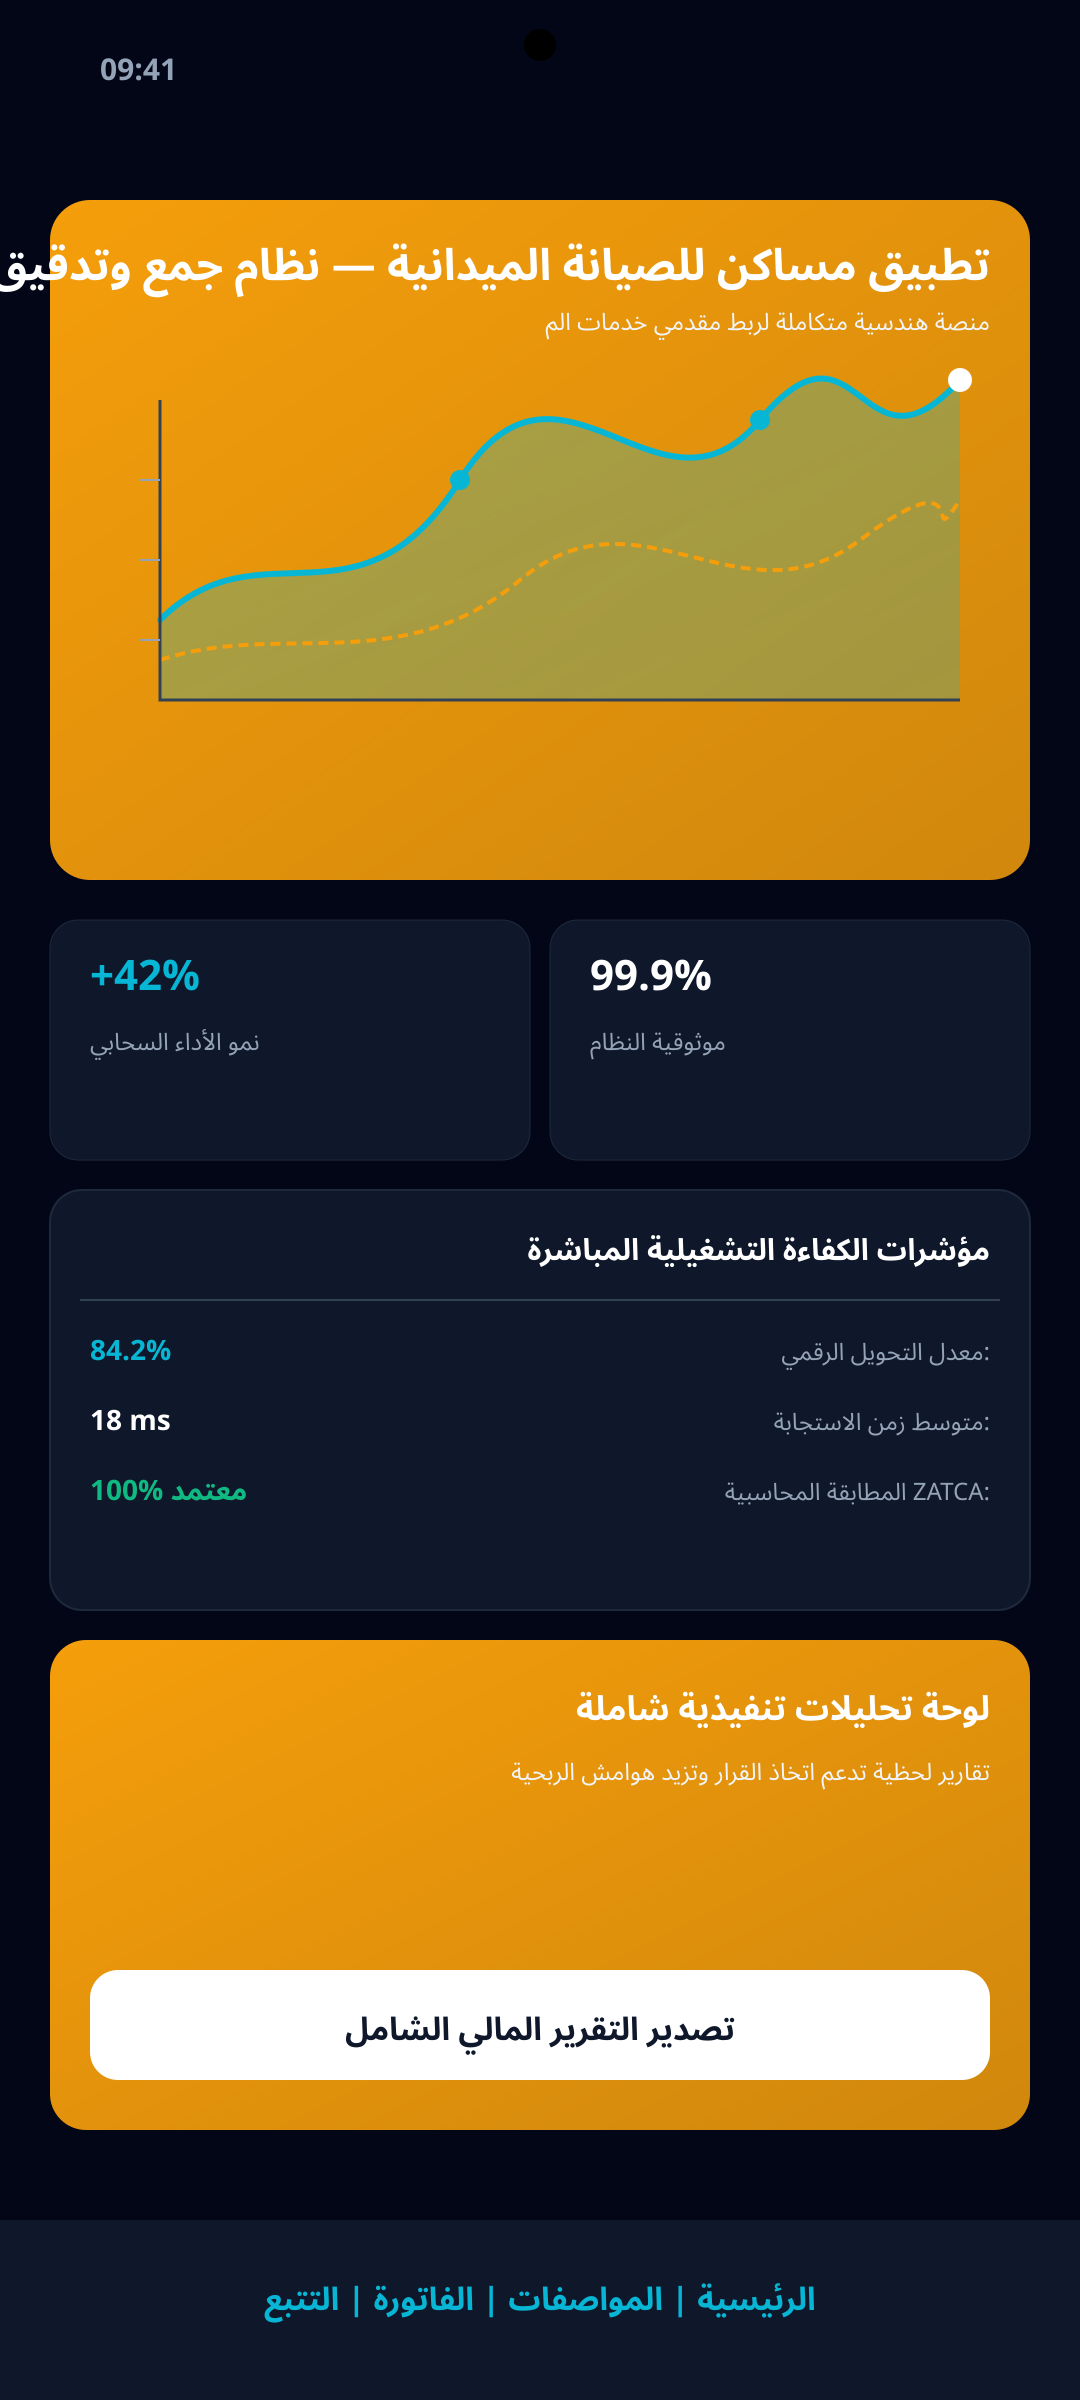 09:41
تطبيق مساكن للصيانة الميدانية — نظام جمع وتدقيق
منصة هندسية متكاملة لربط مقدمي خدمات الم
99.9%
موثوقية النظام
+42%
نمو الأداء السحابي
مؤشرات الكفاءة التشغيلية المباشرة
معدل التحويل الرقمي:
84.2%
متوسط زمن الاستجابة:
18 ms
المطابقة المحاسبية ZATCA:
100% معتمد
لوحة تحليلات تنفيذية شاملة
تقارير لحظية تدعم اتخاذ القرار وتزيد هوامش الربحية
تصدير التقرير المالي الشامل
الرئيسية | المواصفات | الفاتورة | التتبع